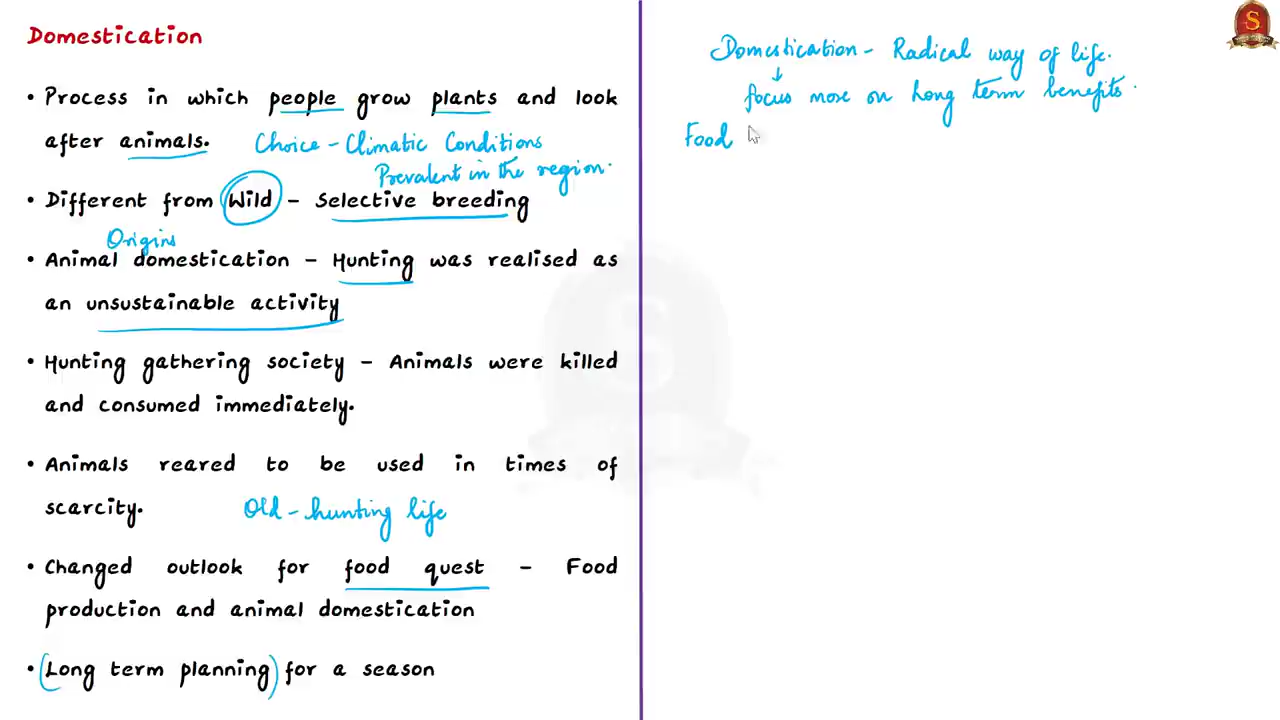 Domestication
• Process in which people grow plants and look
after animals. Choice - Climatic Conditions
Prevalent in the region.
• Different from Wild - Selective breeding
Origins
• Animal domestication - Hunting was realised as
an unsustainable activity
• Hunting gathering society - Animals were killed
and consumed immediately.
• Animals reared to be used in times of
scarcity. Old - hunting life
• Changed outlook for food quest - Food
production and animal domestication
• (Long term planning) for a season
Domestication - Radical way of life.
↓
focus more on Long term benefits.
Food
S